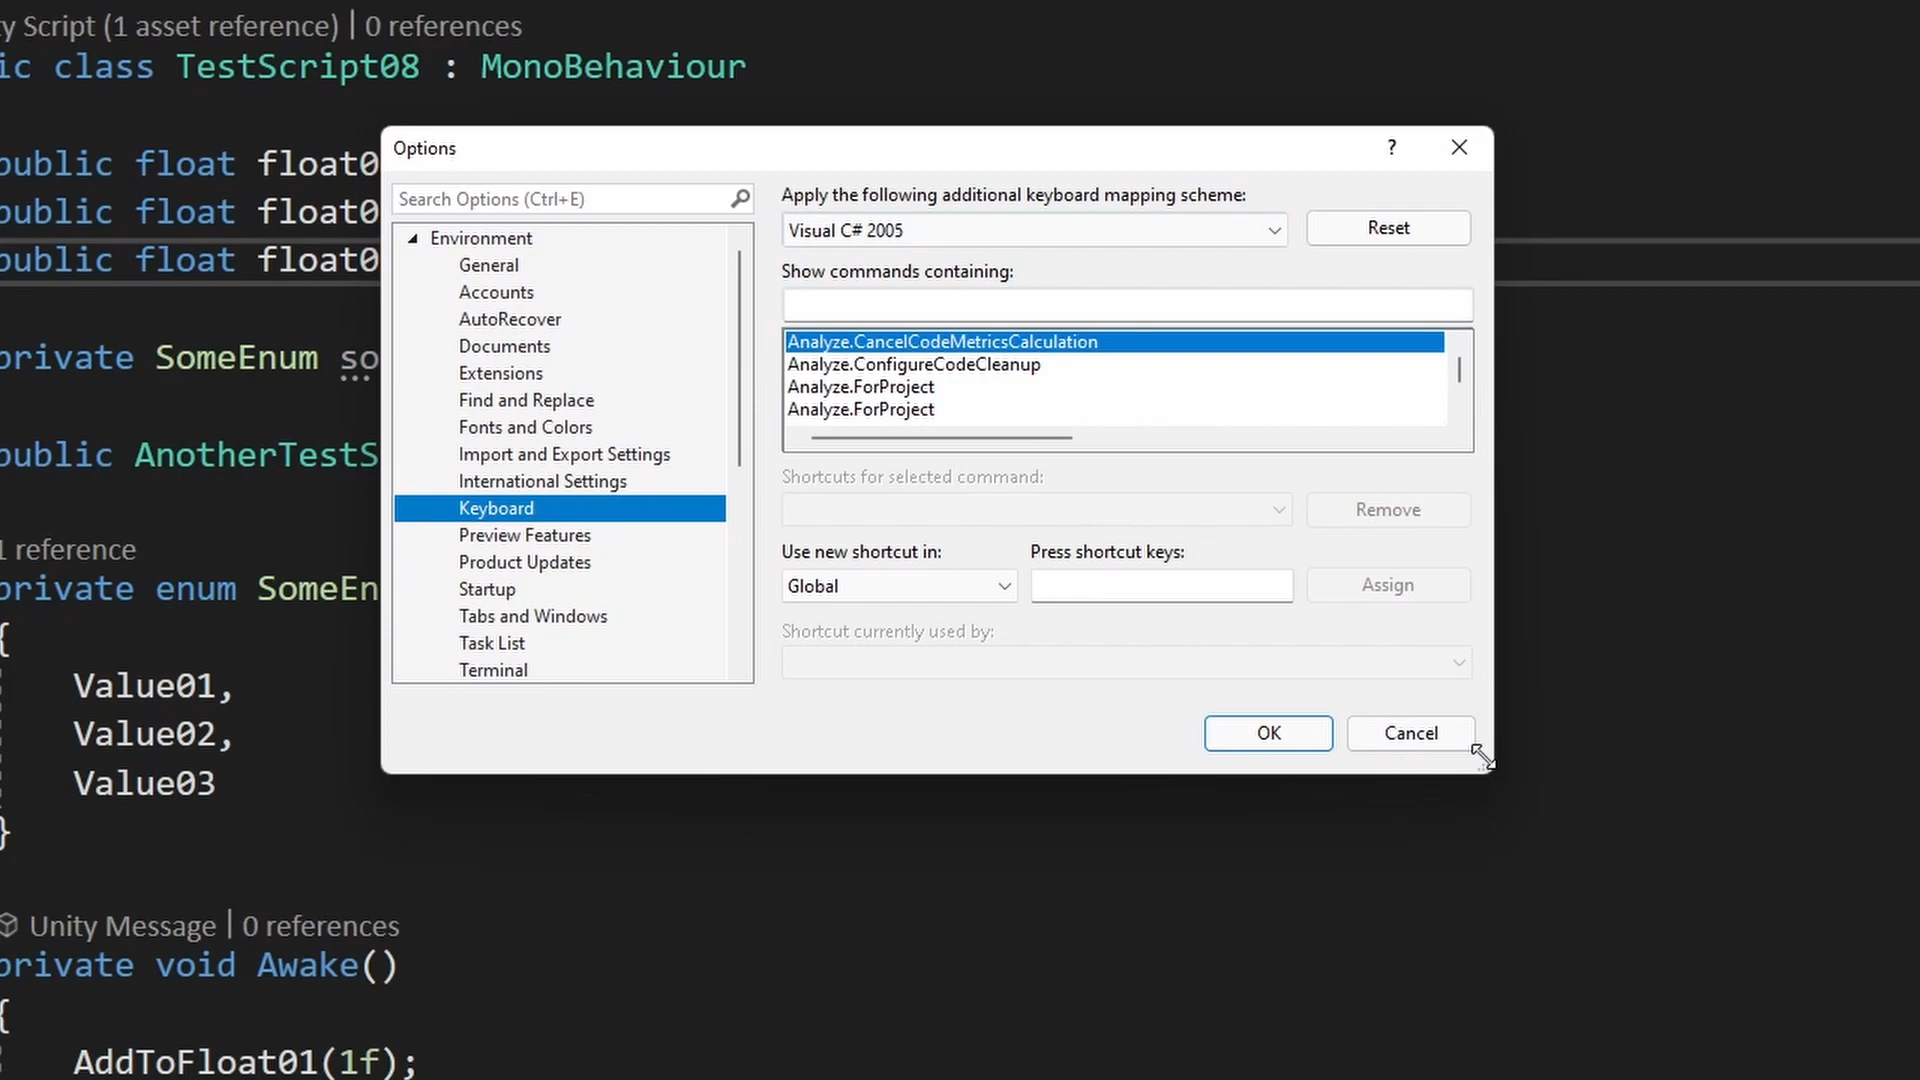 ty Script (1 asset reference) | 0 references
ic class TestScript08 : MonoBehaviour
public float float0
public float float0
public float float0
private SomeEnum so
public AnotherTestS
1 reference
private enum SomeEn
{
Value01,
Value02,
Value03
}
Unity Message | 0 references
private void Awake()
{
AddToFloat01(1f);
Options
?
Search Options (Ctrl+E)
Environment
General
Accounts
AutoRecover
Documents
Extensions
Find and Replace
Fonts and Colors
Import and Export Settings
International Settings
Keyboard
Preview Features
Product Updates
Startup
Tabs and Windows
Task List
Terminal
Apply the following additional keyboard mapping scheme:
Visual C# 2005
Reset
Show commands containing:
Analyze.CancelCodeMetricsCalculation
Analyze.ConfigureCodeCleanup
Analyze.ForProject
Analyze.ForProject
Shortcuts for selected command:
Remove
Use new shortcut in:
Press shortcut keys:
Global
Assign
Shortcut currently used by:
OK
Cancel